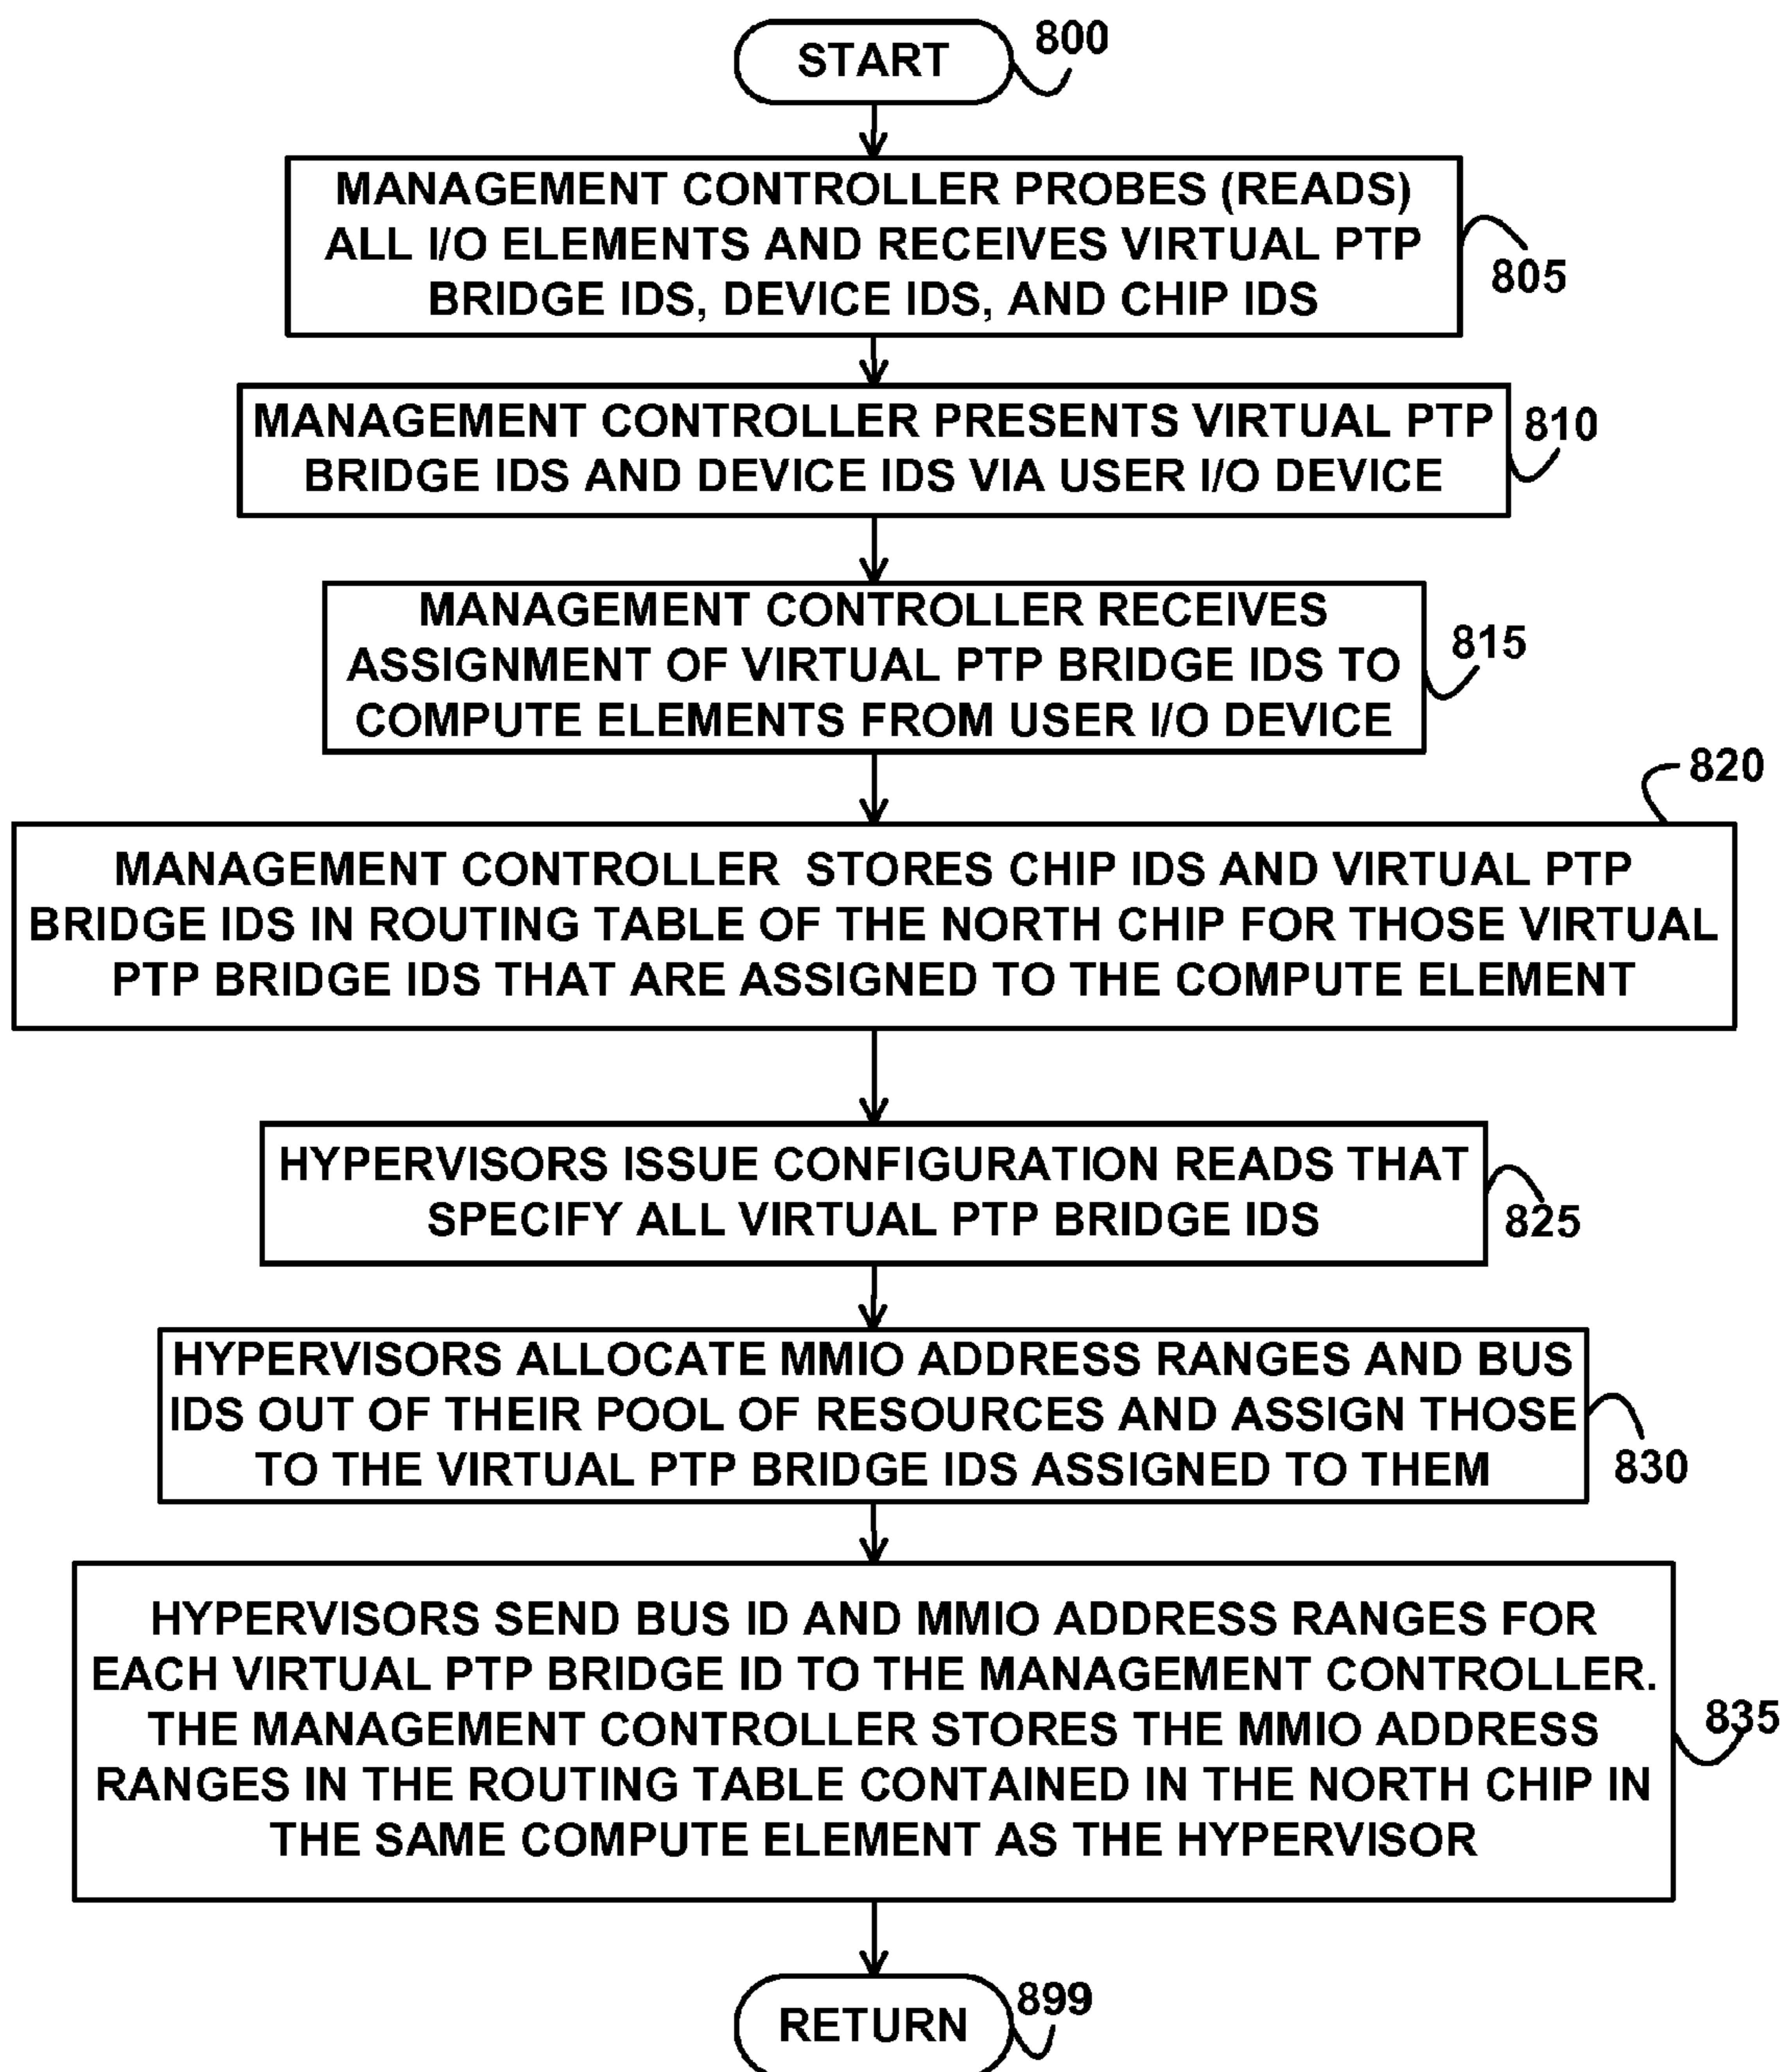 START
800
MANAGEMENT CONTROLLER PROBES (READS)
ALL I/O ELEMENTS AND RECEIVES VIRTUAL PTP
BRIDGE IDS, DEVICE IDS, AND CHIP IDS
805
MANAGEMENT CONTROLLER PRESENTS VIRTUAL PTP
BRIDGE IDS AND DEVICE IDS VIA USER I/O DEVICE
810
MANAGEMENT CONTROLLER RECEIVES
ASSIGNMENT OF VIRTUAL PTP BRIDGE IDS TO
COMPUTE ELEMENTS FROM USER I/O DEVICE
815
820
MANAGEMENT CONTROLLER STORES CHIP IDS AND VIRTUAL PTP
BRIDGE IDS IN ROUTING TABLE OF THE NORTH CHIP FOR THOSE VIRTUAL
PTP BRIDGE IDS THAT ARE ASSIGNED TO THE COMPUTE ELEMENT
HYPERVISORS ISSUE CONFIGURATION READS THAT
SPECIFY ALL VIRTUAL PTP BRIDGE IDS
825
HYPERVISORS ALLOCATE MMIO ADDRESS RANGES AND BUS
IDS OUT OF THEIR POOL OF RESOURCES AND ASSIGN THOSE
TO THE VIRTUAL PTP BRIDGE IDS ASSIGNED TO THEM
830
HYPERVISORS SEND BUS ID AND MMIO ADDRESS RANGES FOR
EACH VIRTUAL PTP BRIDGE ID TO THE MANAGEMENT CONTROLLER.
THE MANAGEMENT CONTROLLER STORES THE MMIO ADDRESS
RANGES IN THE ROUTING TABLE CONTAINED IN THE NORTH CHIP IN
THE SAME COMPUTE ELEMENT AS THE HYPERVISOR
835
RETURN
899